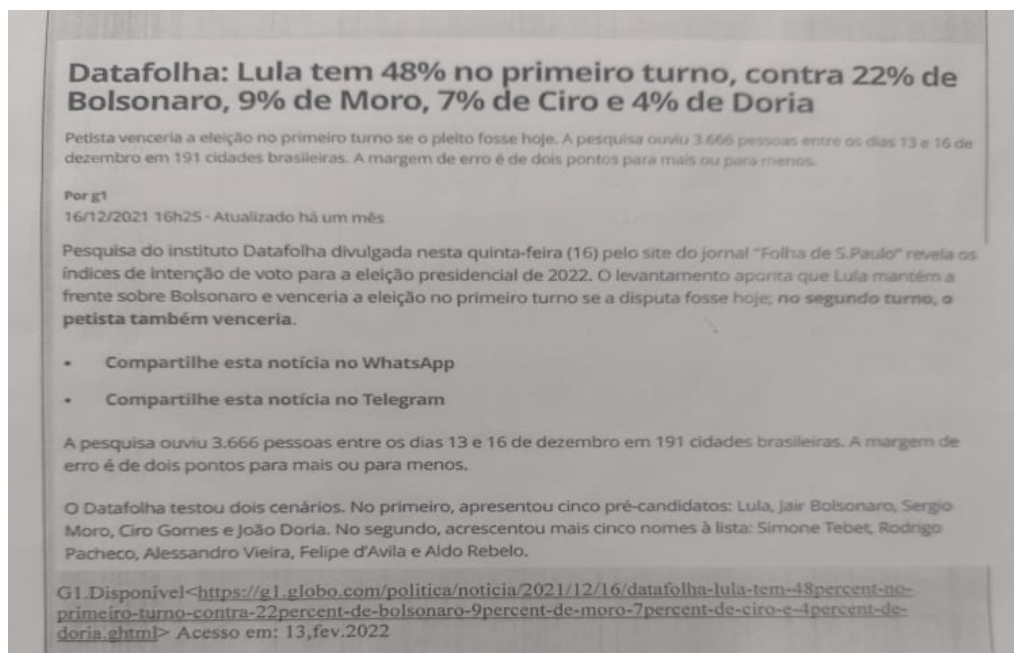 Datafolha: Lula tem 48% no primeiro turno, contra 22% de
Bolsonaro, 9% de Moro, 7% de Ciro e 4% de Doria
Petista venceria a eleição no primeiro turno se o pleito fosse hoje. A pesquisa ouviu 3.666 pessoas entre os dias 13 e 16 de
dezembro em 191 cidades brasileiras. A margem de erro é de dois pontos para mais ou para menos.
Por g1
16/12/2021 16h25 - Atualizado há um mês
Pesquisa do instituto Datafolha divulgada nesta quinta-feira (16) pelo site do jornal "Folha de S.Paulo" revela os
índices de intenção de voto para a eleição presidencial de 2022. O levantamento aponta que Lula mantém a
frente sobre Bolsonaro e venceria a eleição no primeiro turno se a disputa fosse hoje; no segundo turno, o
petista também venceria.
• Compartilhe esta notícia no WhatsApp
• Compartilhe esta notícia no Telegram
A pesquisa ouviu 3.666 pessoas entre os dias 13 e 16 de dezembro em 191 cidades brasileiras. A margem de
erro é de dois pontos para mais ou para menos.
O Datafolha testou dois cenários. No primeiro, apresentou cinco pré-candidatos: Lula, Jair Bolsonaro, Sergio
Moro, Ciro Gomes e João Doria. No segundo, acrescentou mais cinco nomes à lista: Simone Tebet, Rodrigo
Pacheco, Alessandro Vieira, Felipe d'Avila e Aldo Rebelo.
G1.Disponível<https://g1.globo.com/politica/noticia/2021/12/16/datafolha-lula-tem-48percent-no-
primeiro-turno-contra-22percent-de-bolsonaro-9percent-de-moro-7percent-de-ciro-e-4percent-de-
doria.ghtml> Acesso em: 13,fev.2022